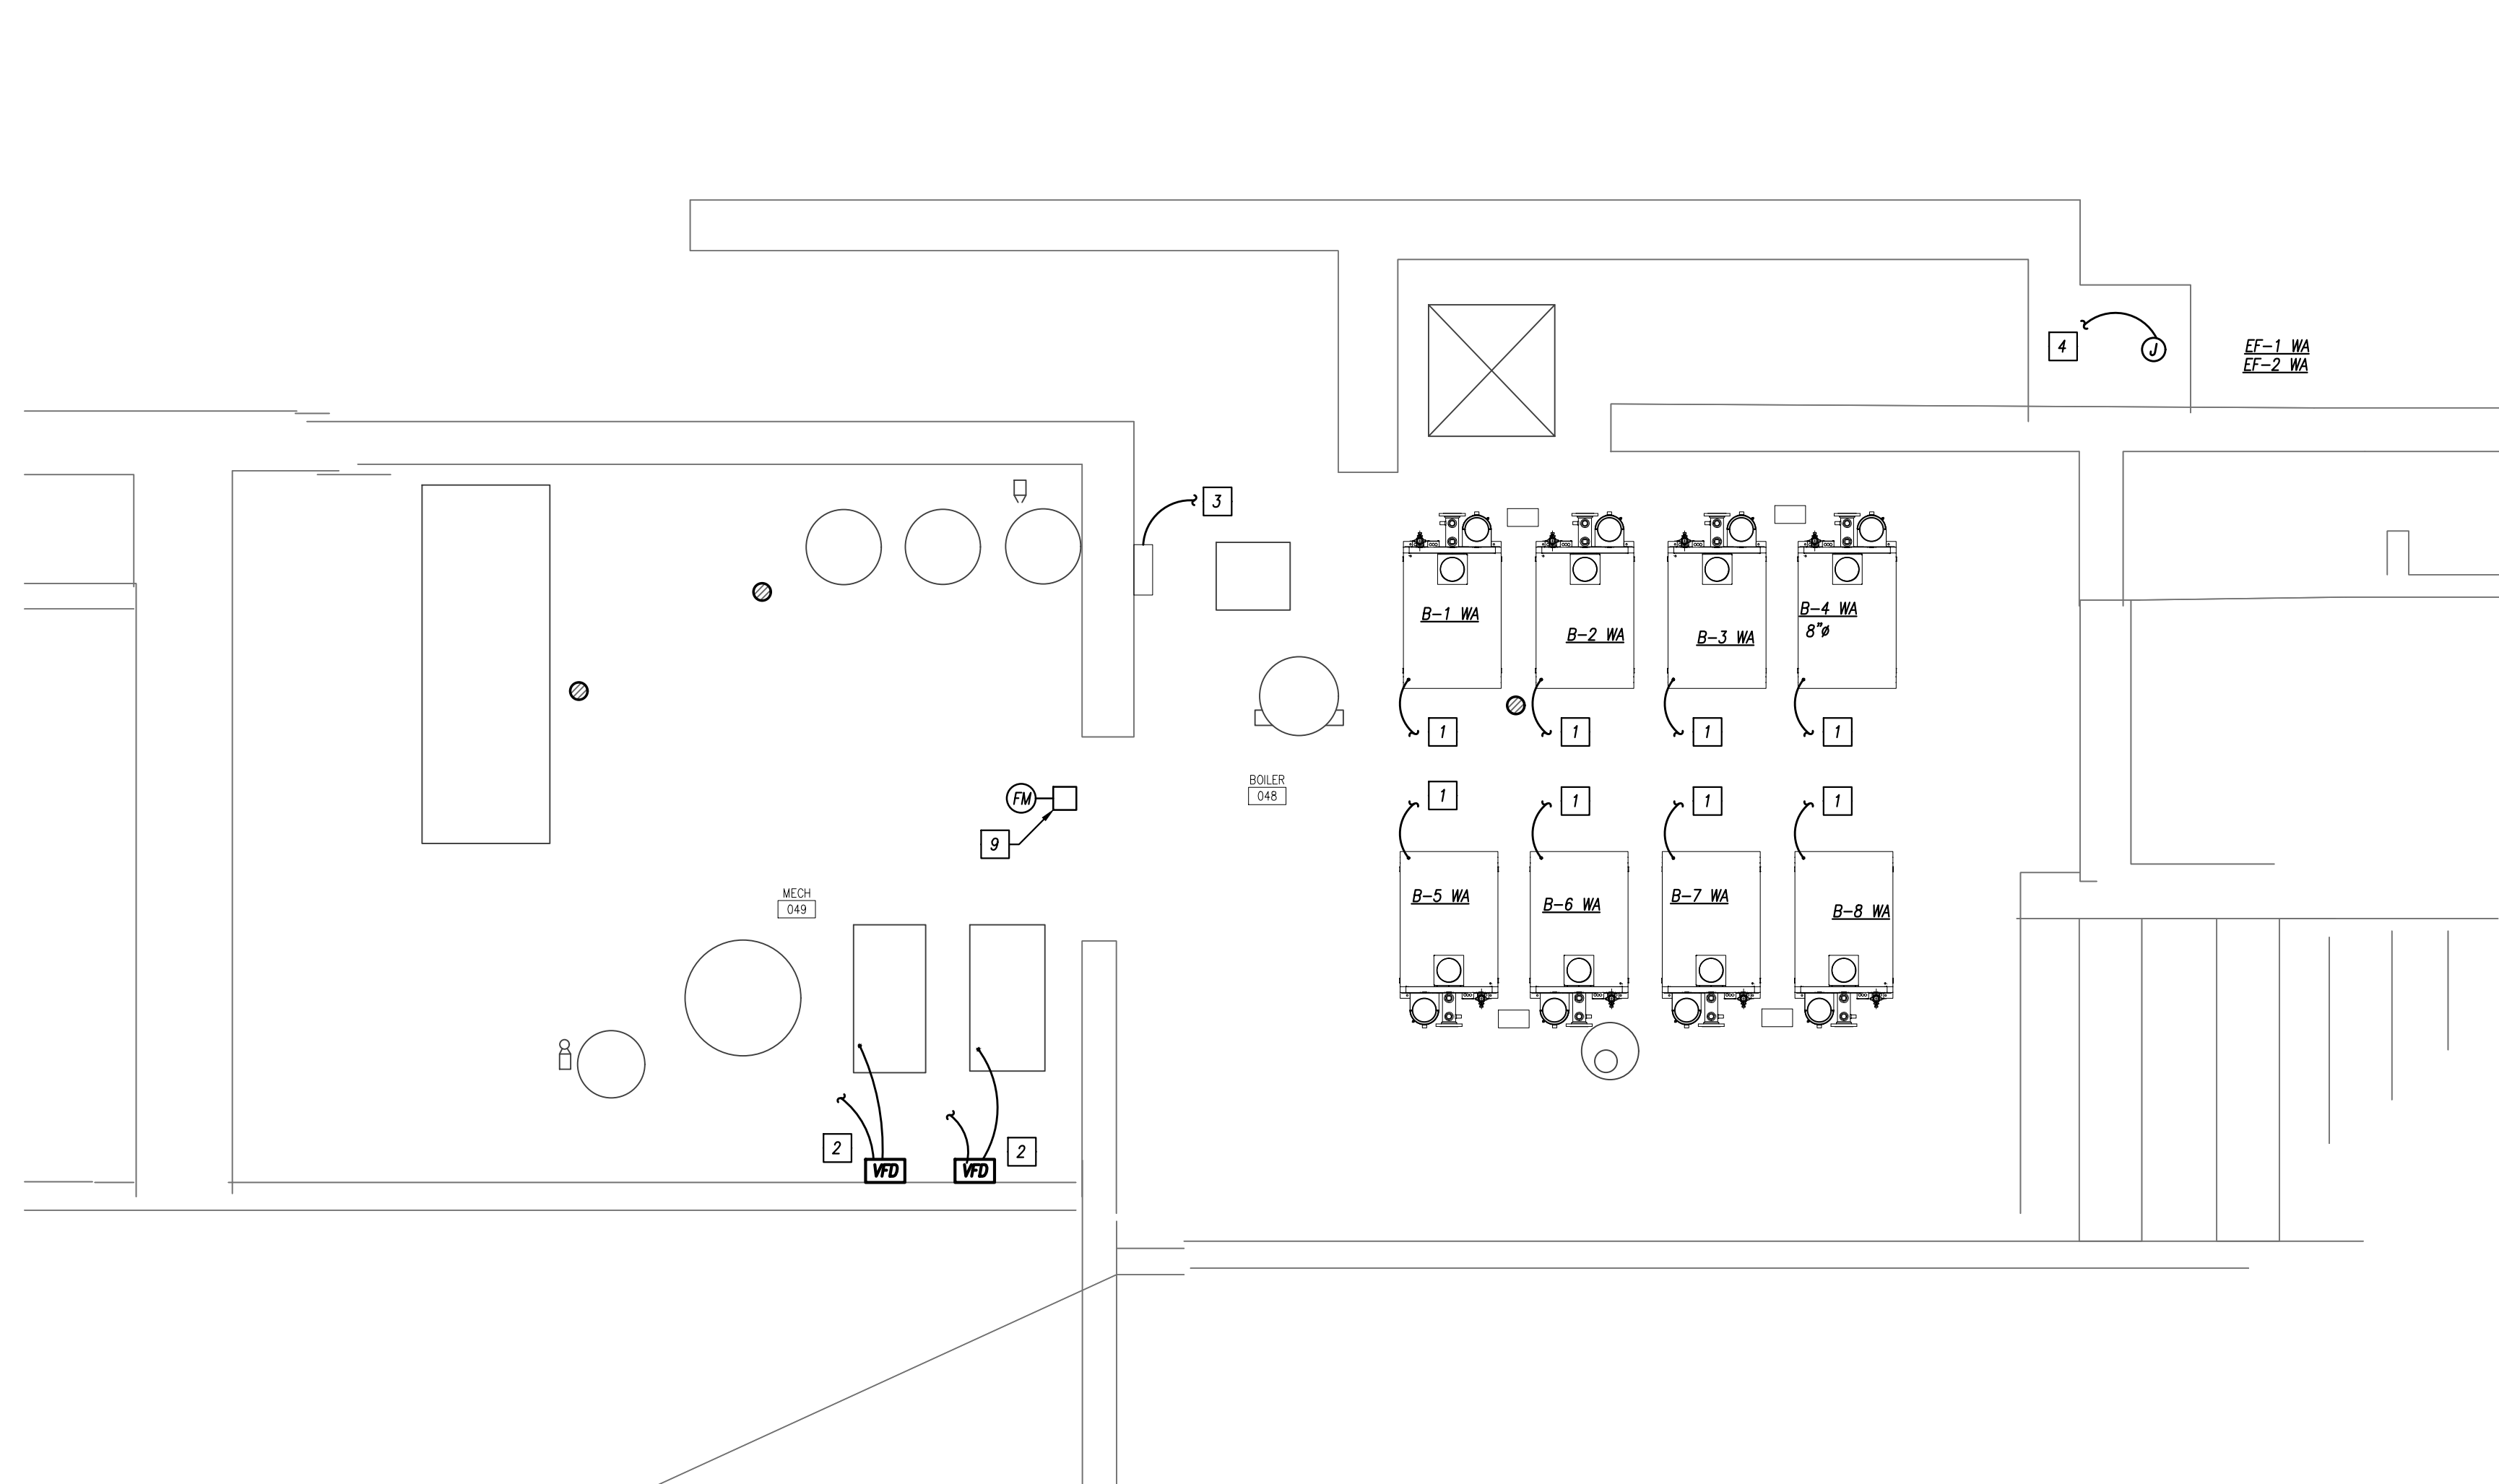 4
J
EF-1 WA
EF-2 WA
3
B-1 WA
B-2 WA
B-3 WA
B-4 WA
8"ø
1
1
1
1
BOILER
048
FM
9
1
1
1
1
MECH
049
B-5 WA
B-6 WA
B-7 WA
B-8 WA
2
2
VFD
VFD